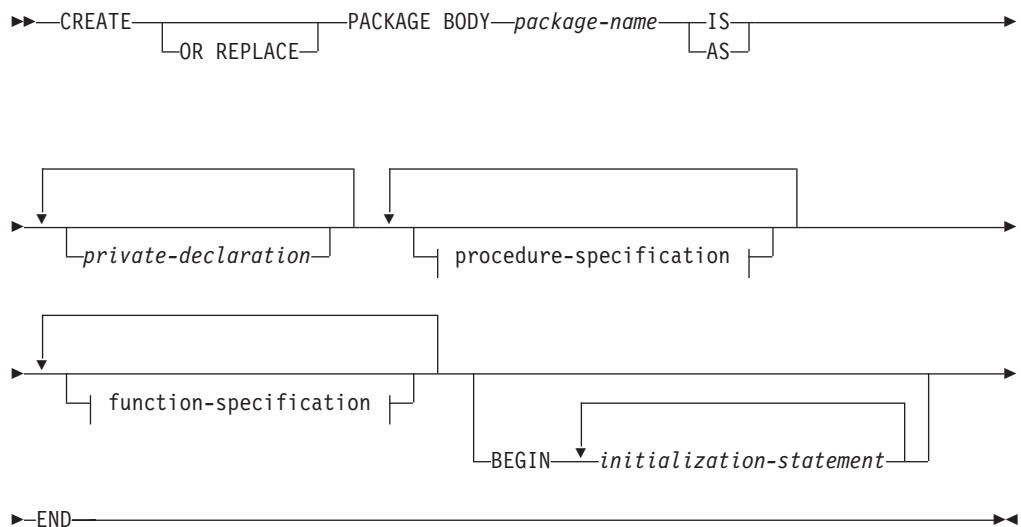 CREATE PACKAGE BODY package-name IS
OR REPLACE AS
private-declaration procedure-specification
function-specification
BEGIN initialization-statement
END